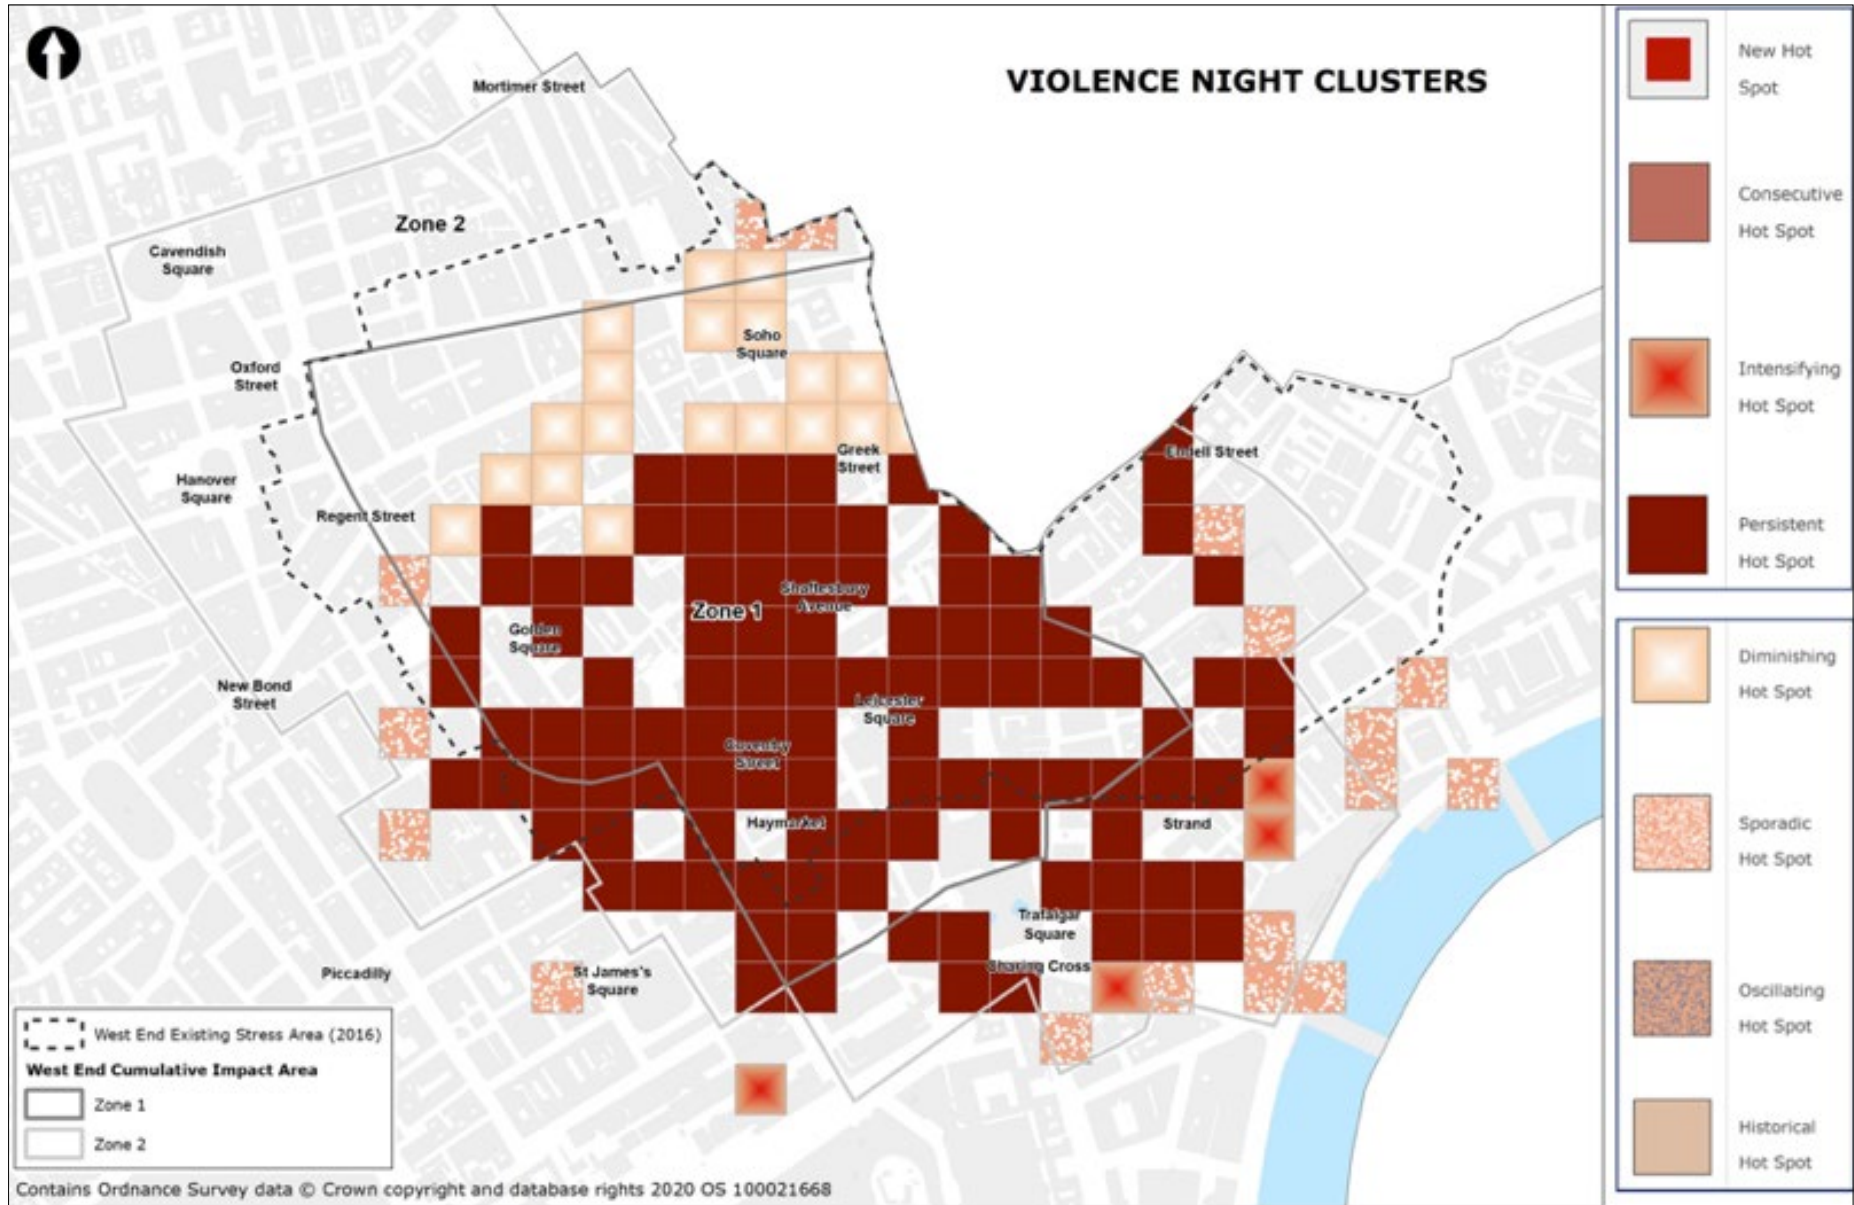 VIOLENCE NIGHT CLUSTERS
Mortimer Street
Zone 2
Cavendish
Square
Soho
Square
Oxford
Street
Greek
Street
Endell Street
Hanover
Square
Regent Street
Shaftesbury
Avenue
Zone 1
Golden
Square
New Bond
Street
Leicester
Square
Coventry
Street
Haymarket
Strand
Trafalgar
Square
Charing Cross
Piccadilly
St James's
Square
West End Existing Stress Area (2016)
West End Cumulative Impact Area
Zone 1
Zone 2
Contains Ordnance Survey data © Crown copyright and database rights 2020 OS 100021668
New Hot
Spot
Consecutive
Hot Spot
Intensifying
Hot Spot
Persistent
Hot Spot
Diminishing
Hot Spot
Sporadic
Hot Spot
Oscillating
Hot Spot
Historical
Hot Spot